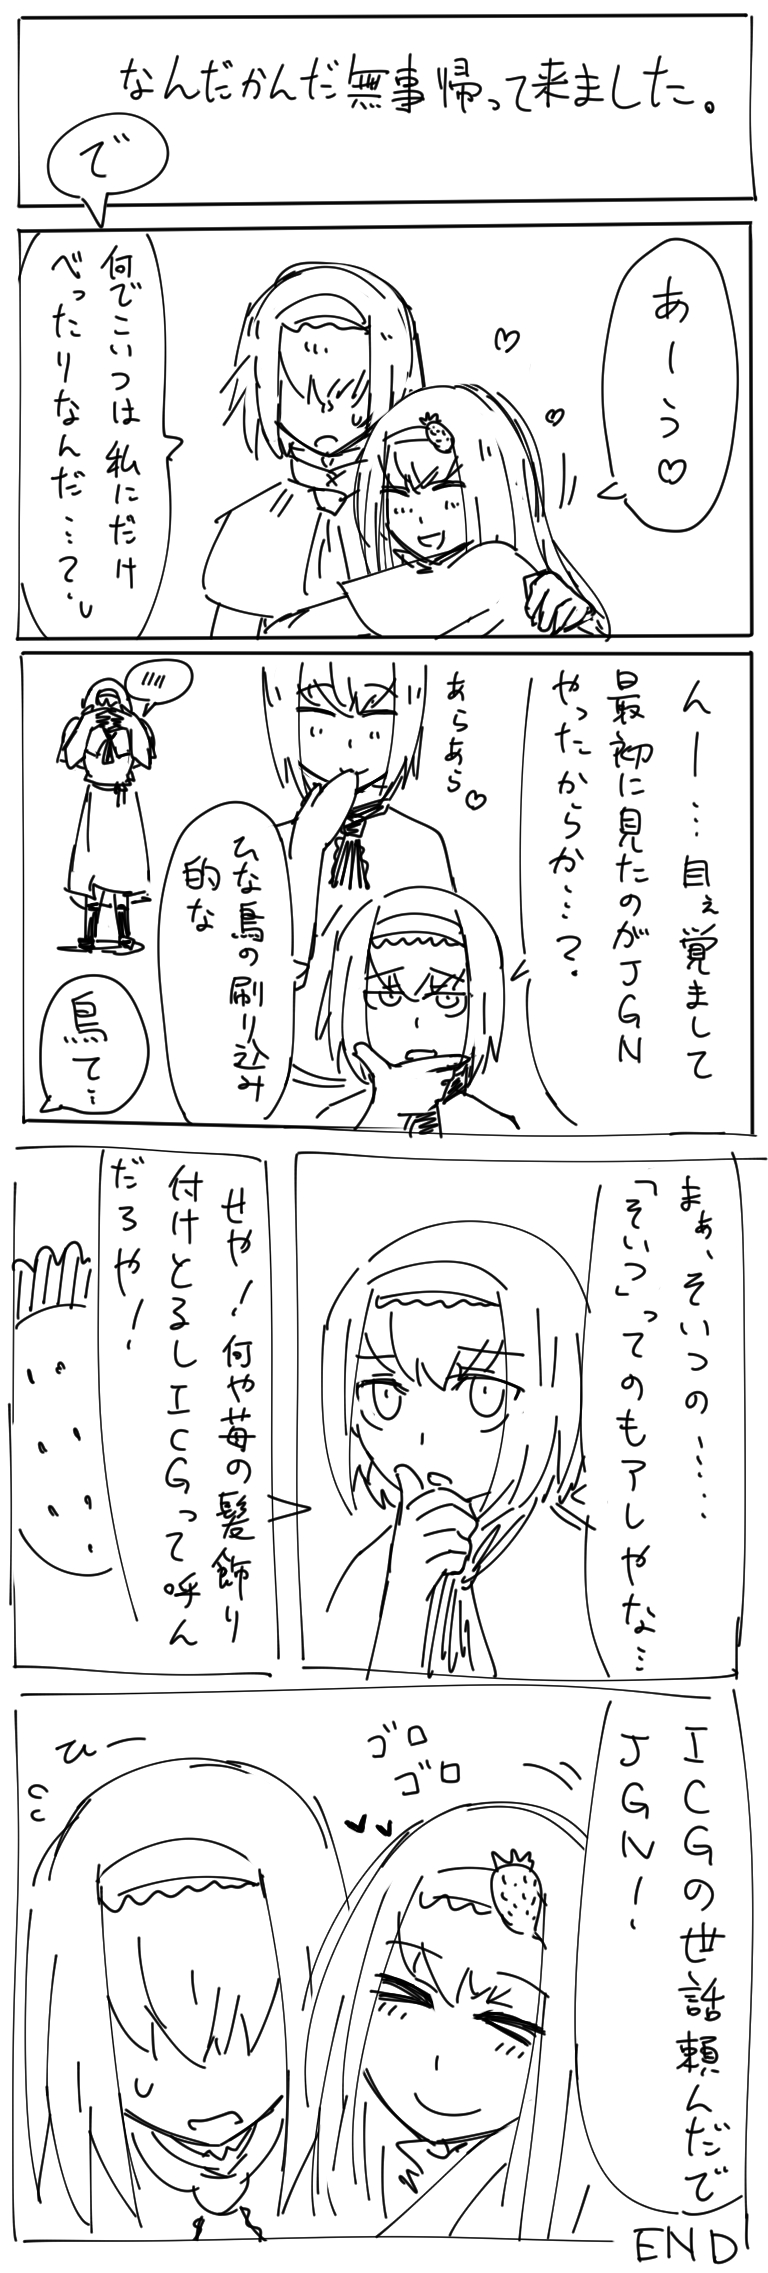 なんだかんだ無事帰って来ました。
で
あーう♡
何でこいつは私にだけ
べったりなんだ…?
んー…目ぇ覚まして
最初に見たのがJGN
やったからか…?
あらあら♡
ひな鳥の刷り込み
的な
鳥て…
まぁ、そいつの……
「そいつ」ってのもアレやな…
せや!何や苺の髪飾り
付けとるしICGって呼ん
だろや!
ICGの世話頼んだで
JGN!
ゴロ
ゴロ
ひー
END